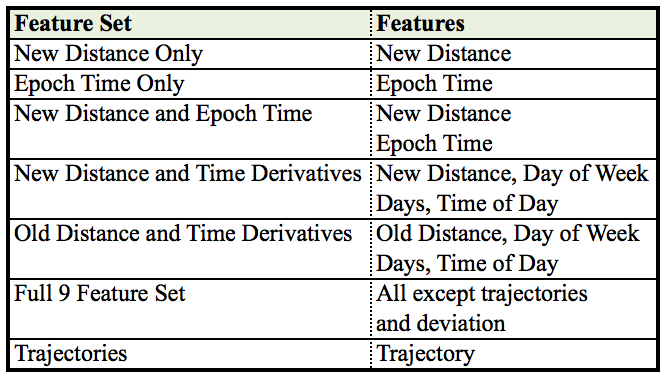 Feature Set Features
New Distance Only New Distance
Epoch Time Only Epoch Time
New Distance and Epoch Time New Distance
Epoch Time
New Distance and Time Derivatives New Distance, Day of Week
Days, Time of Day
Old Distance and Time Derivatives Old Distance, Day of Week
Days, Time of Day
Full 9 Feature Set All except trajectories
and deviation
Trajectories Trajectory